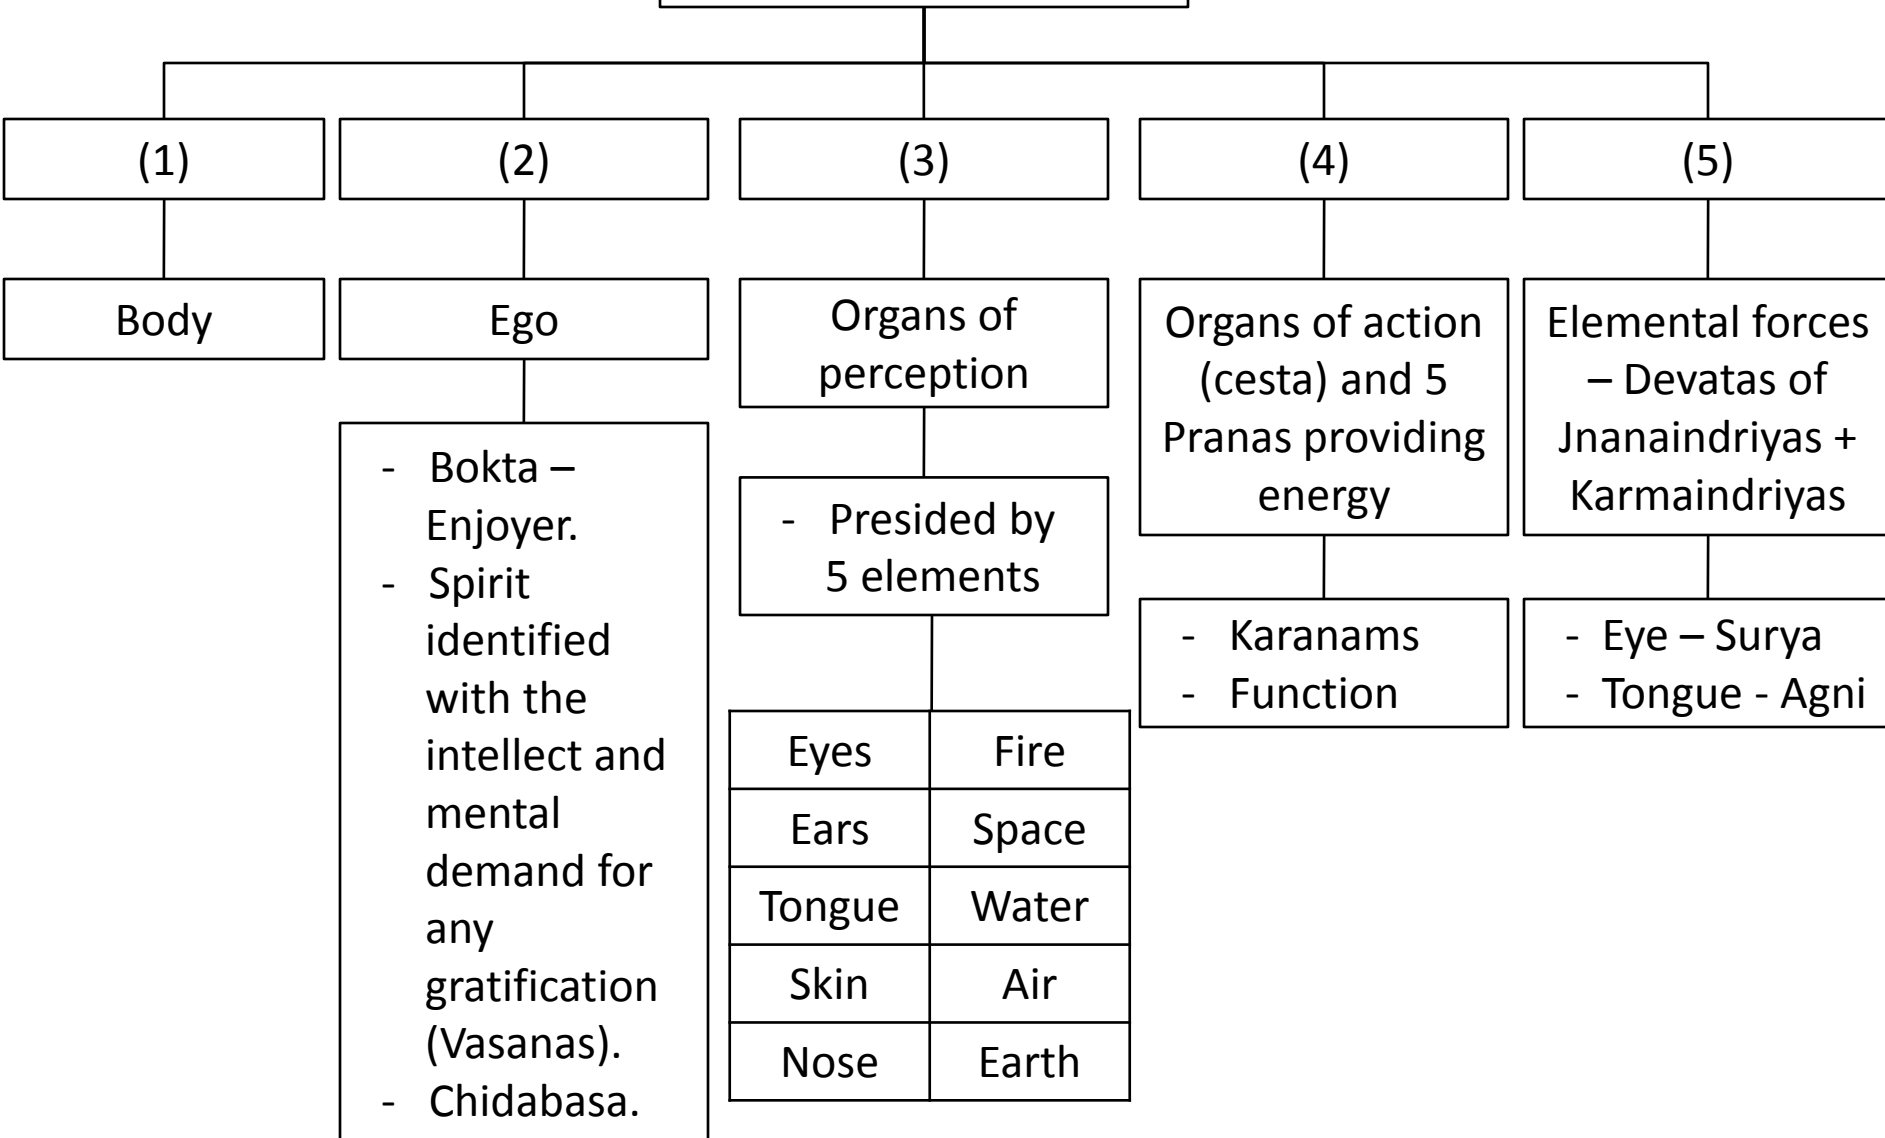 (1)
(2)
(3)
(4)
(5)
Body
Ego
Organs of
perception
Organs of action
(cesta) and 5
Pranas providing
energy
Elemental forces
– Devatas of
Jnanaindriyas +
Karmaindriyas
- Bokta –
Enjoyer.
- Spirit
identified
with the
intellect and
mental
demand for
any
gratification
(Vasanas).
- Chidabasa.
- Presided by
5 elements
Eyes Fire
Ears Space
Tongue Water
Skin Air
Nose Earth
- Karanams
- Function
- Eye – Surya
- Tongue - Agni